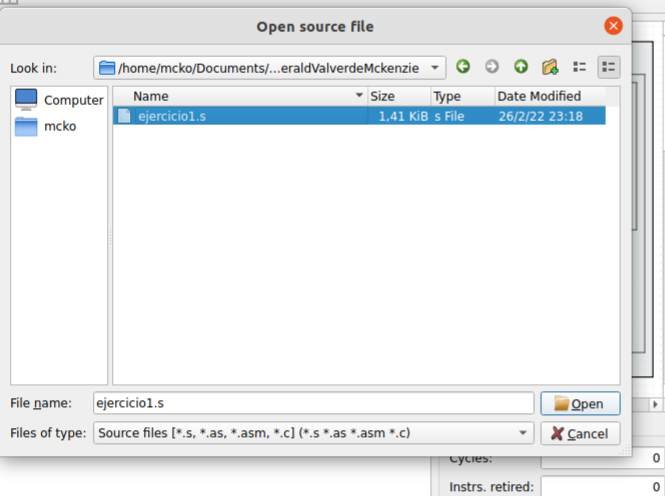 Open source file
Look in: /home/mcko/Documents/...eraldValverdeMckenzie
Computer
mcko
Name Size Type Date Modified
ejercicio1.s 1,41 KiB s File 26/2/22 23:18
File name: ejercicio1.s Open
Files of type: Source files [*.s, *.as, *.asm, *.c] (*.s *.as *.asm *.c) Cancel
Cycles: 0
Instrs. retired: 0